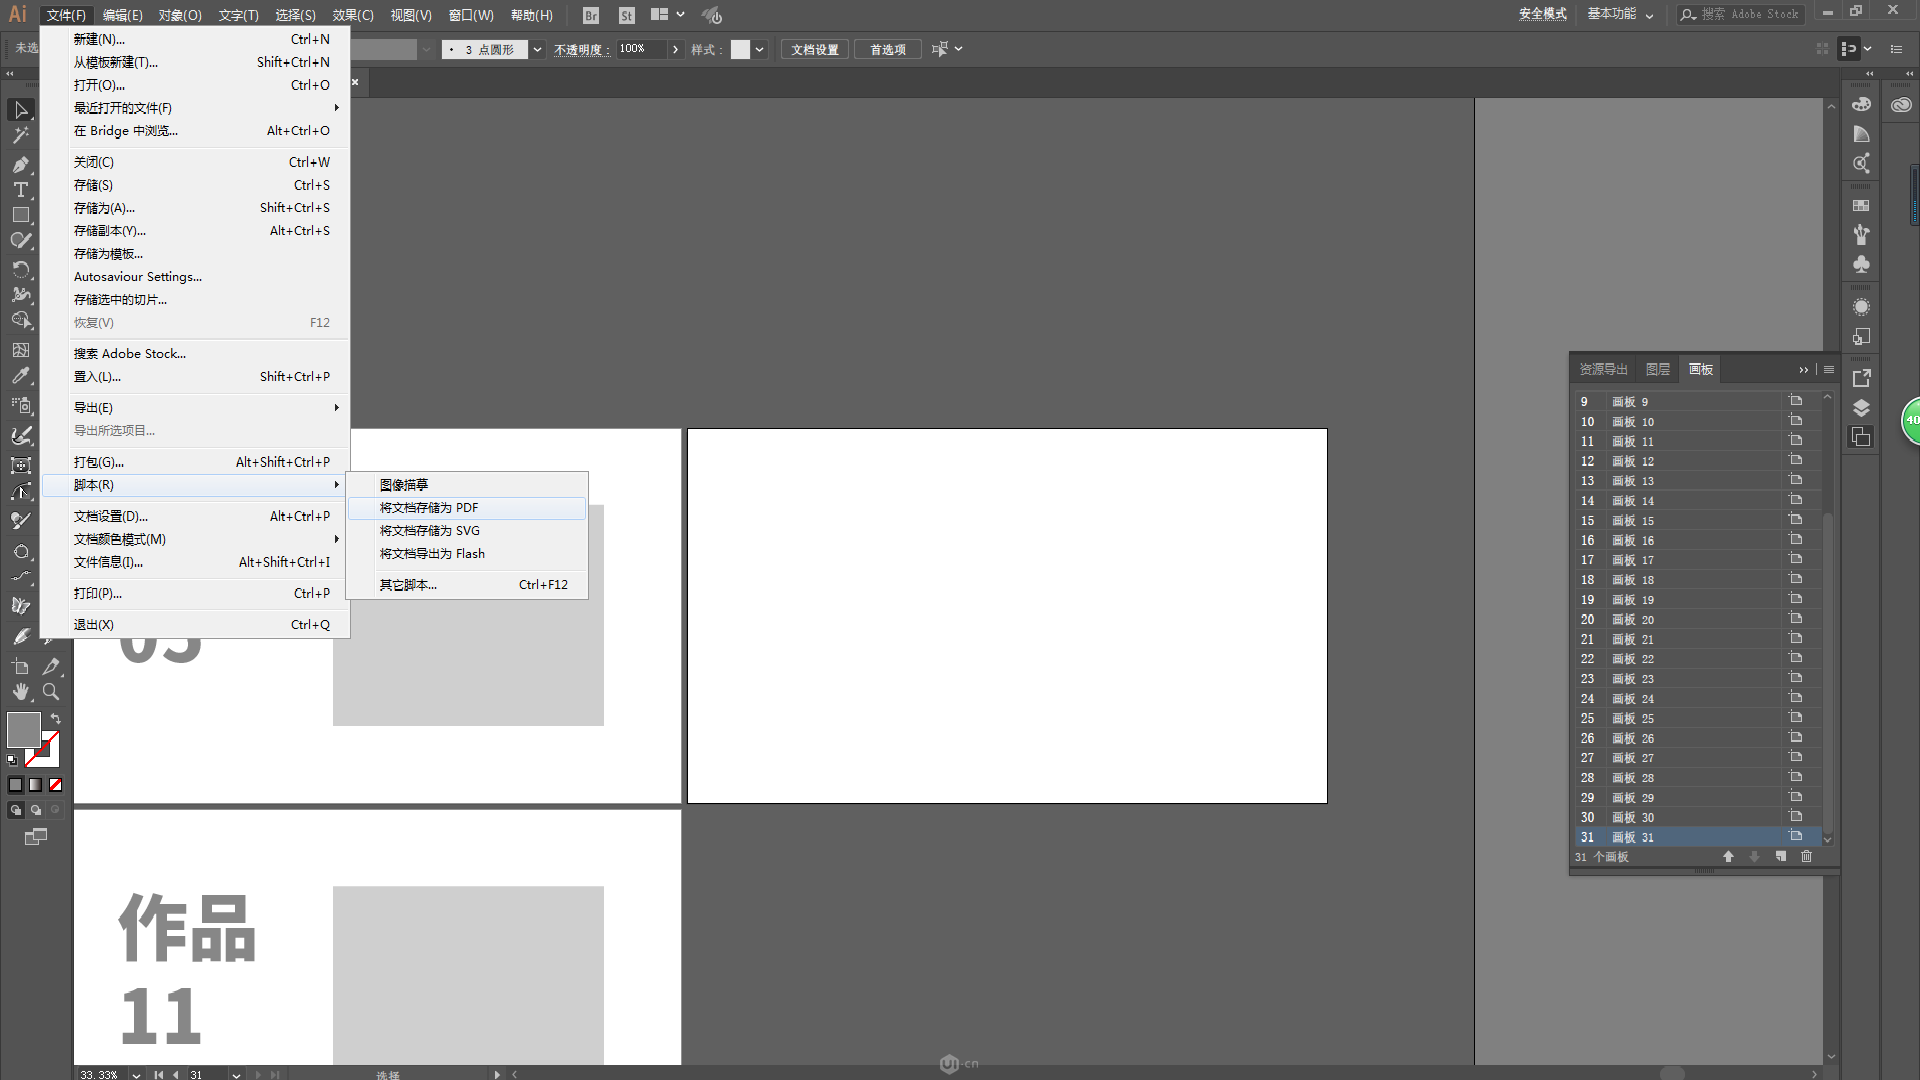 Ai 文件(F) 编辑(E) 对象(O) 文字(T) 选择(S) 效果(C) 视图(V) 窗口(W) 帮助(H) Br St 安全模式 基本功能 搜索 Adobe Stock
未选 3 点圆形 不透明度: 100% 样式: 文档设置 首选项
新建(N)... Ctrl+N
从模板新建(T)... Shift+Ctrl+N
打开(O)... Ctrl+O
最近打开的文件(F)
在 Bridge 中浏览... Alt+Ctrl+O
关闭(C) Ctrl+W
存储(S) Ctrl+S
存储为(A)... Shift+Ctrl+S
存储副本(Y)... Alt+Ctrl+S
存储为模板...
Autosaviour Settings...
存储选中的切片...
恢复(V) F12
搜索 Adobe Stock...
置入(L)... Shift+Ctrl+P
导出(E)
导出所选项目...
打包(G)... Alt+Shift+Ctrl+P
脚本(R)
文档设置(D)... Alt+Ctrl+P
文档颜色模式(M)
文件信息(I)... Alt+Shift+Ctrl+I
打印(P)... Ctrl+P
退出(X) Ctrl+Q
图像描摹
将文档存储为 PDF
将文档存储为 SVG
将文档导出为 Flash
其它脚本... Ctrl+F12
作品
11
资源导出 图层 画板
9 画板 9
10 画板 10
11 画板 11
12 画板 12
13 画板 13
14 画板 14
15 画板 15
16 画板 16
17 画板 17
18 画板 18
19 画板 19
20 画板 20
21 画板 21
22 画板 22
23 画板 23
24 画板 24
25 画板 25
26 画板 26
27 画板 27
28 画板 28
29 画板 29
30 画板 30
31 画板 31
31 个画板
40
33.33% 31 选择
UI·cn